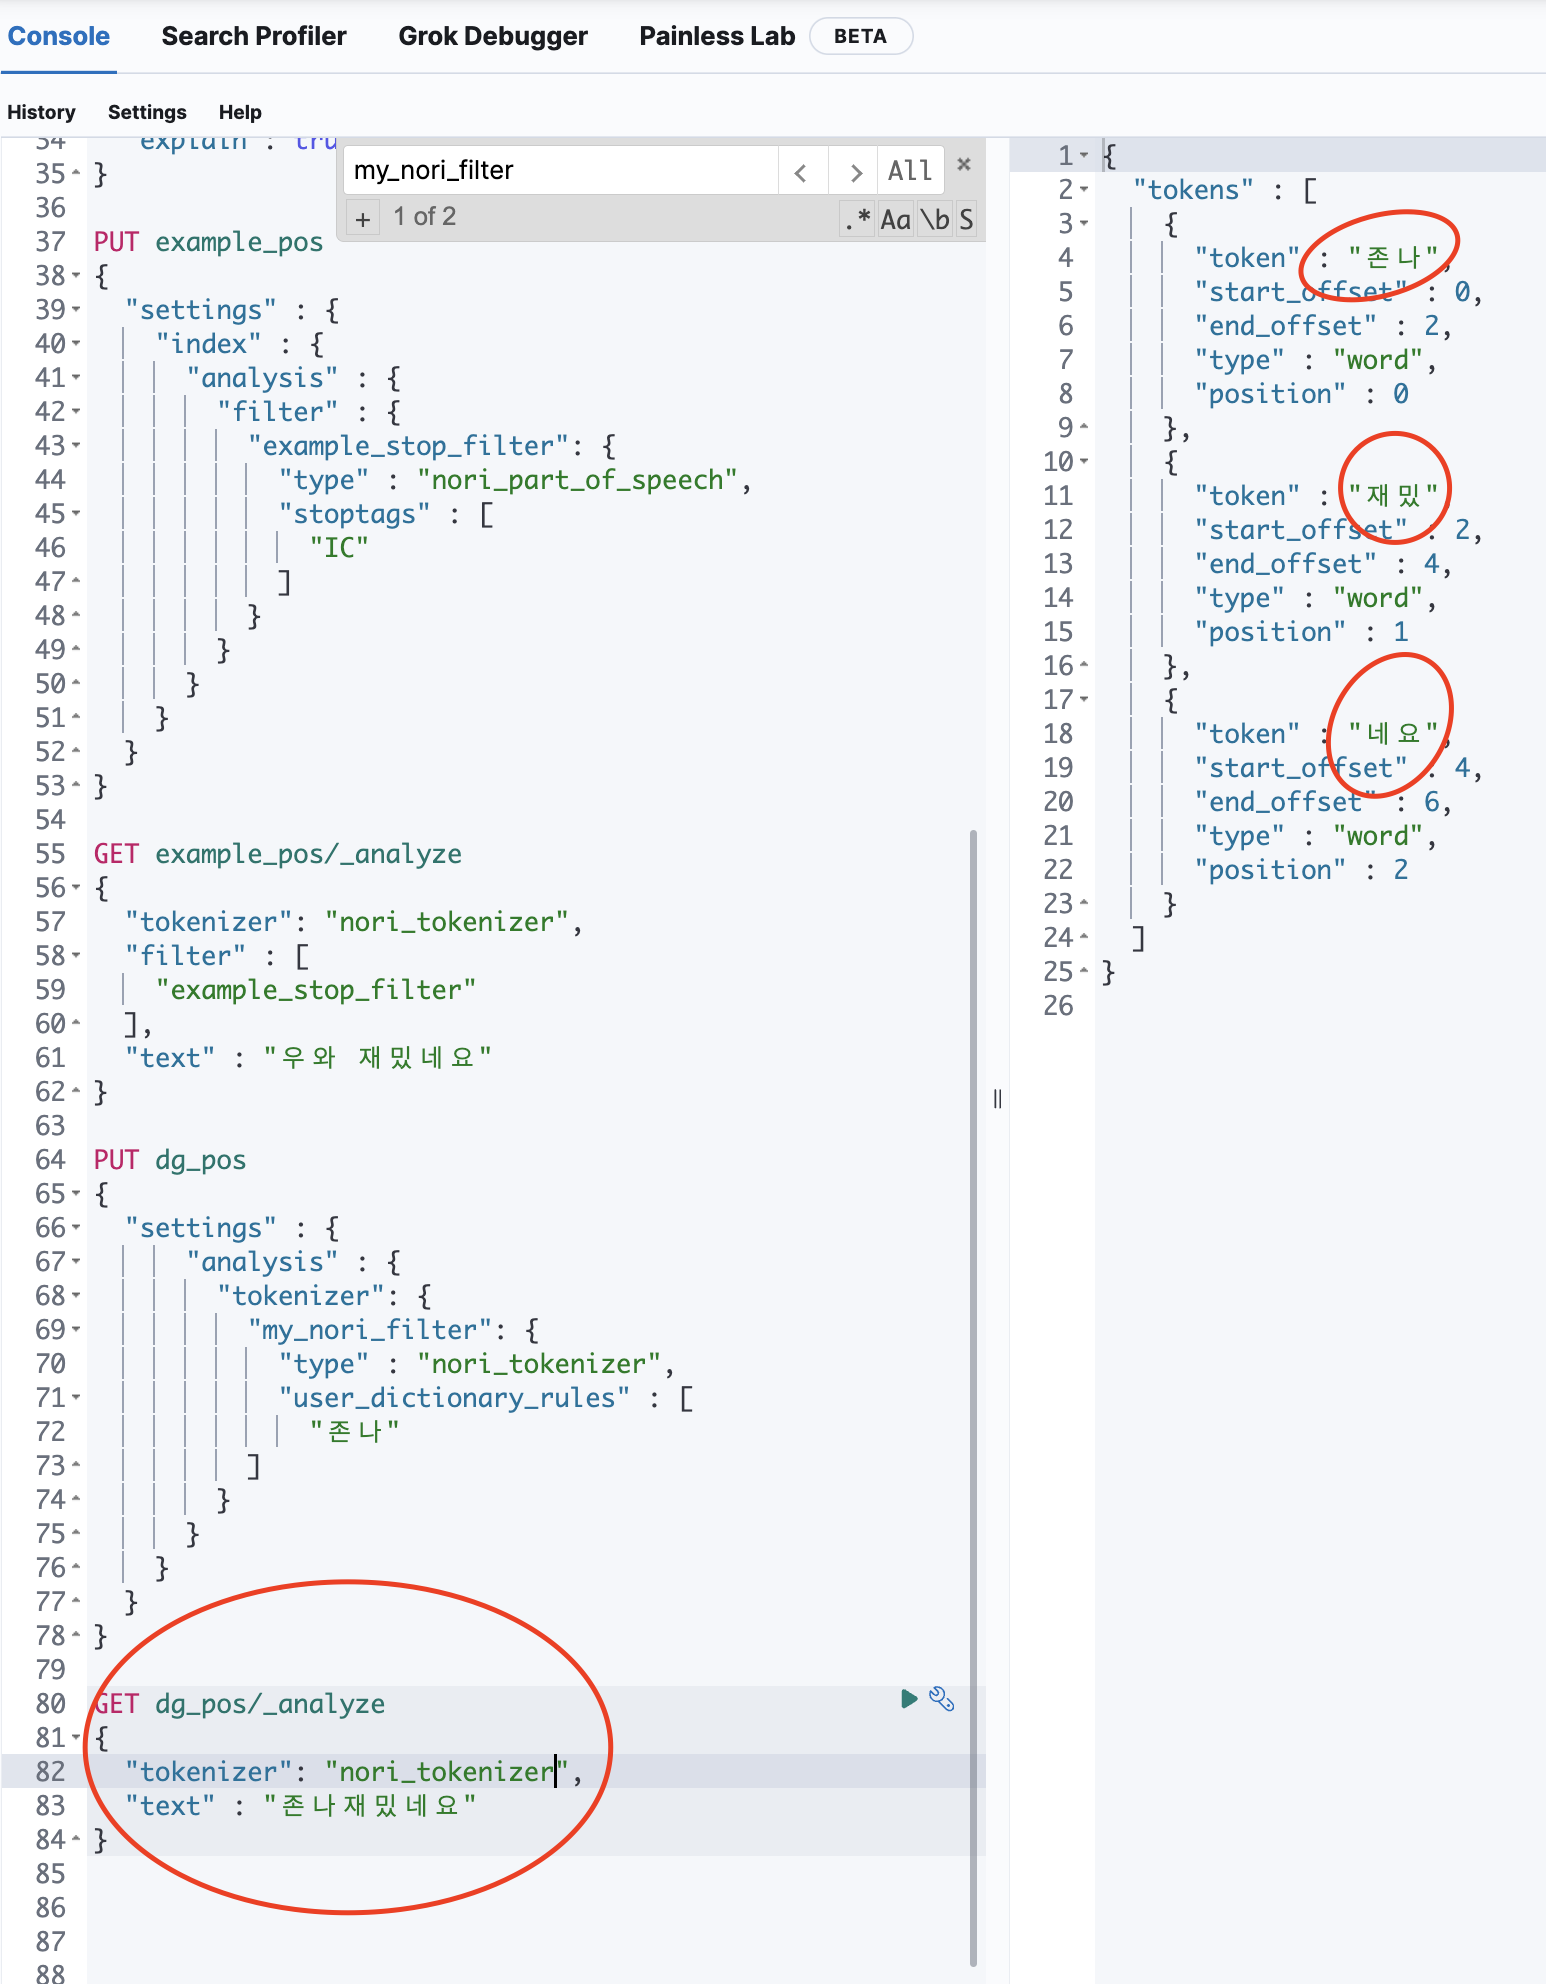 Console Search Profiler Grok Debugger Painless Lab BETA
History Settings Help
34 "explain" : tru
my_nori_filter < > All ×
+ 1 of 2 .* Aa \b S
35 }
36
37 PUT example_pos
38 {
39 "settings" : {
40 "index" : {
41 "analysis" : {
42 "filter" : {
43 "example_stop_filter": {
44 "type" : "nori_part_of_speech",
45 "stoptags" : [
46 "IC"
47 ]
48 }
49 }
50 }
51 }
52 }
53 }
54
55 GET example_pos/_analyze
56 {
57 "tokenizer": "nori_tokenizer",
58 "filter" : [
59 "example_stop_filter"
60 ],
61 "text" : "우와 재밌네요"
62 }
63
64 PUT dg_pos
65 {
66 "settings" : {
67 "analysis" : {
68 "tokenizer": {
69 "my_nori_filter": {
70 "type" : "nori_tokenizer",
71 "user_dictionary_rules" : [
72 "존나"
73 ]
74 }
75 }
76 }
77 }
78 }
79
80 GET dg_pos/_analyze
81 {
82 "tokenizer": "nori_tokenizer",
83 "text" : "존나재밌네요"
84 }
85
86
87
88
1 {
2 "tokens" : [
3 {
4 "token" : "존나",
5 "start_offset" : 0,
6 "end_offset" : 2,
7 "type" : "word",
8 "position" : 0
9 },
10 {
11 "token" : "재밌",
12 "start_offset" : 2,
13 "end_offset" : 4,
14 "type" : "word",
15 "position" : 1
16 },
17 {
18 "token" : "네요",
19 "start_offset" : 4,
20 "end_offset" : 6,
21 "type" : "word",
22 "position" : 2
23 }
24 ]
25 }
26